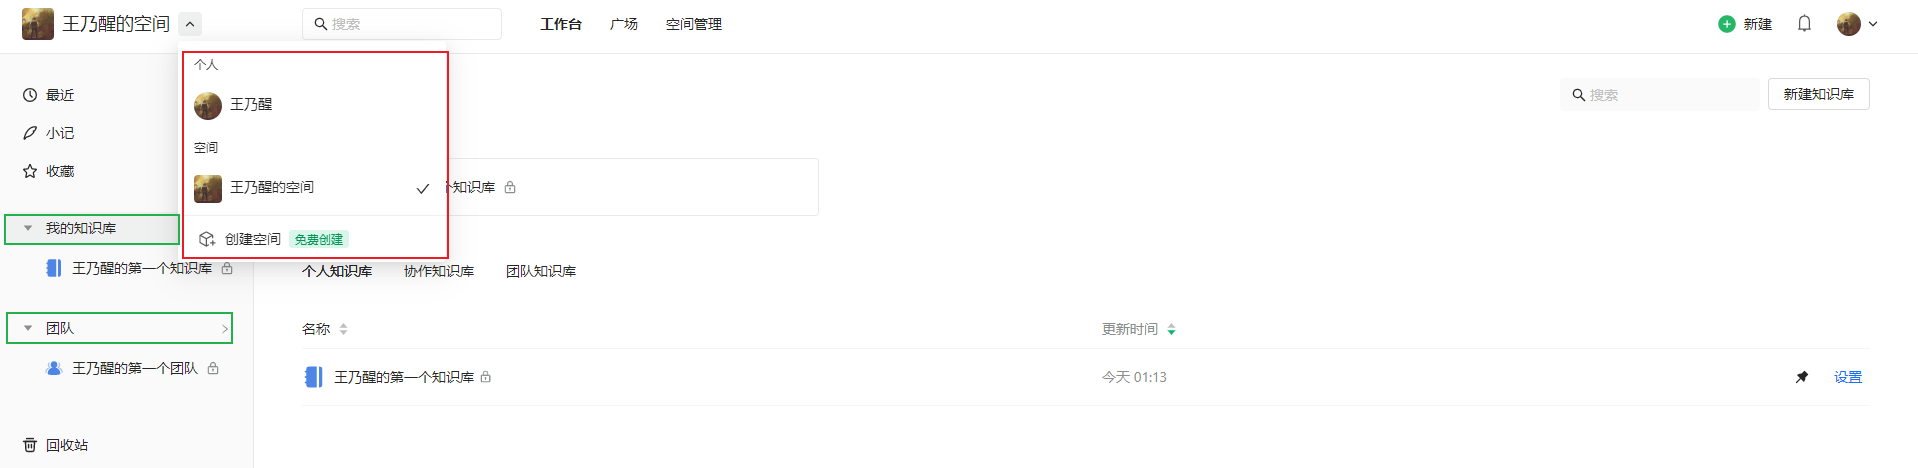 王乃醒的空间
搜索
工作台
广场
空间管理
新建
个人
王乃醒
空间
王乃醒的空间
创建空间 免费创建
最近
小记
收藏
我的知识库
王乃醒的第一个知识库
团队
王乃醒的第一个团队
回收站
搜索
新建知识库
个知识库
个人知识库
协作知识库
团队知识库
名称
更新时间
王乃醒的第一个知识库
今天 01:13
设置